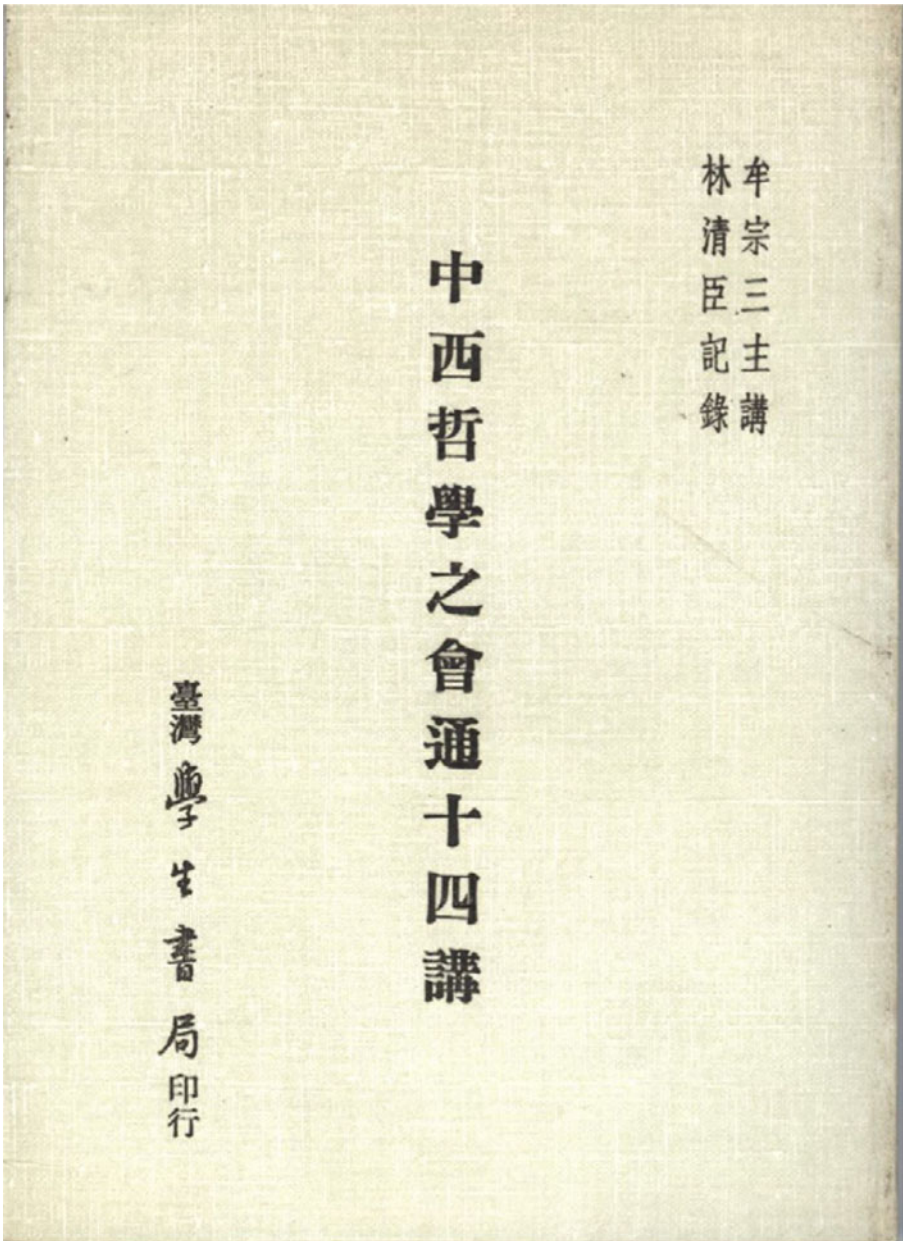 牟宗三主講
林清臣記錄
中西哲學之會通十四講
臺灣學生書局印行